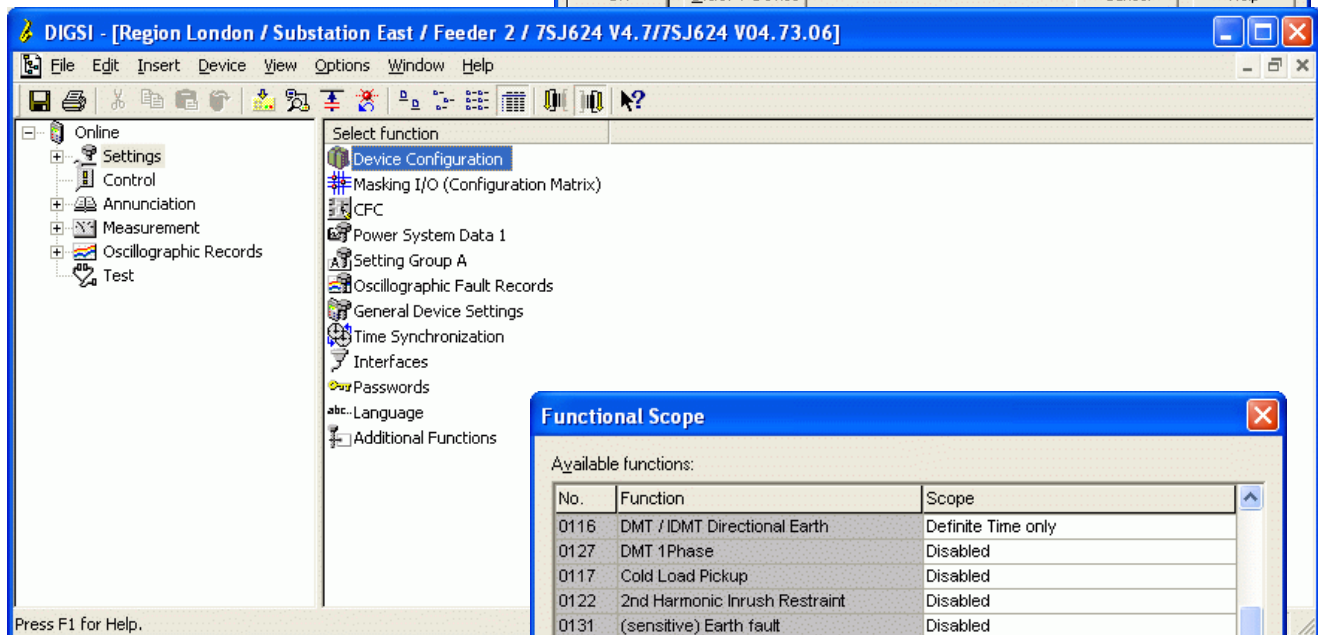 DIGSI - [Region London / Substation East / Feeder 2 / 7SJ624 V4.7/7SJ624 V04.73.06]
File Edit Insert Device View Options Window Help
Online
Settings
Control
Annunciation
Measurement
Oscillographic Records
Test
Select function
Device Configuration
Masking I/O (Configuration Matrix)
CFC
Power System Data 1
Setting Group A
Oscillographic Fault Records
General Device Settings
Time Synchronization
Interfaces
Passwords
abc.. Language
Additional Functions
Functional Scope
Available functions:
No. Function Scope
0116 DMT / IDMT Directional Earth Definite Time only
0127 DMT 1Phase Disabled
0117 Cold Load Pickup Disabled
0122 2nd Harmonic Inrush Restraint Disabled
0131 (sensitive) Earth fault Disabled
Press F1 for Help.